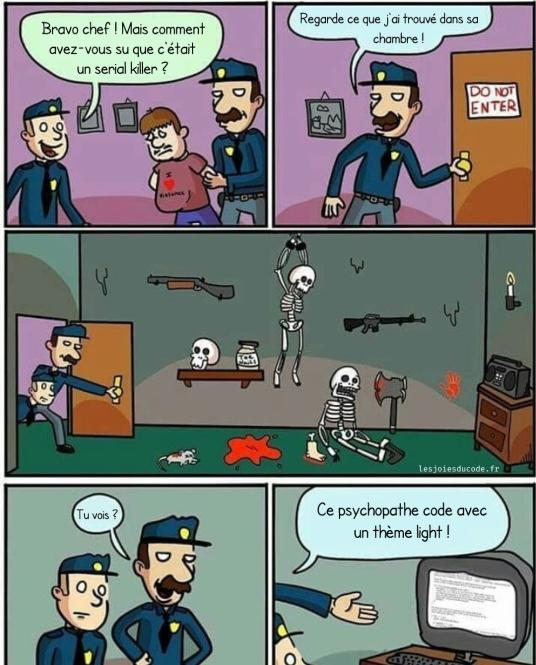 Bravo chef ! Mais comment
avez-vous su que c'était
un serial killer ?
I
Violence !
Regarde ce que j'ai trouvé dans sa
chambre !
DO NOT
ENTER
lesjoiesducode.fr
Tu vois ?
Ce psychopathe code avec
un thème light !